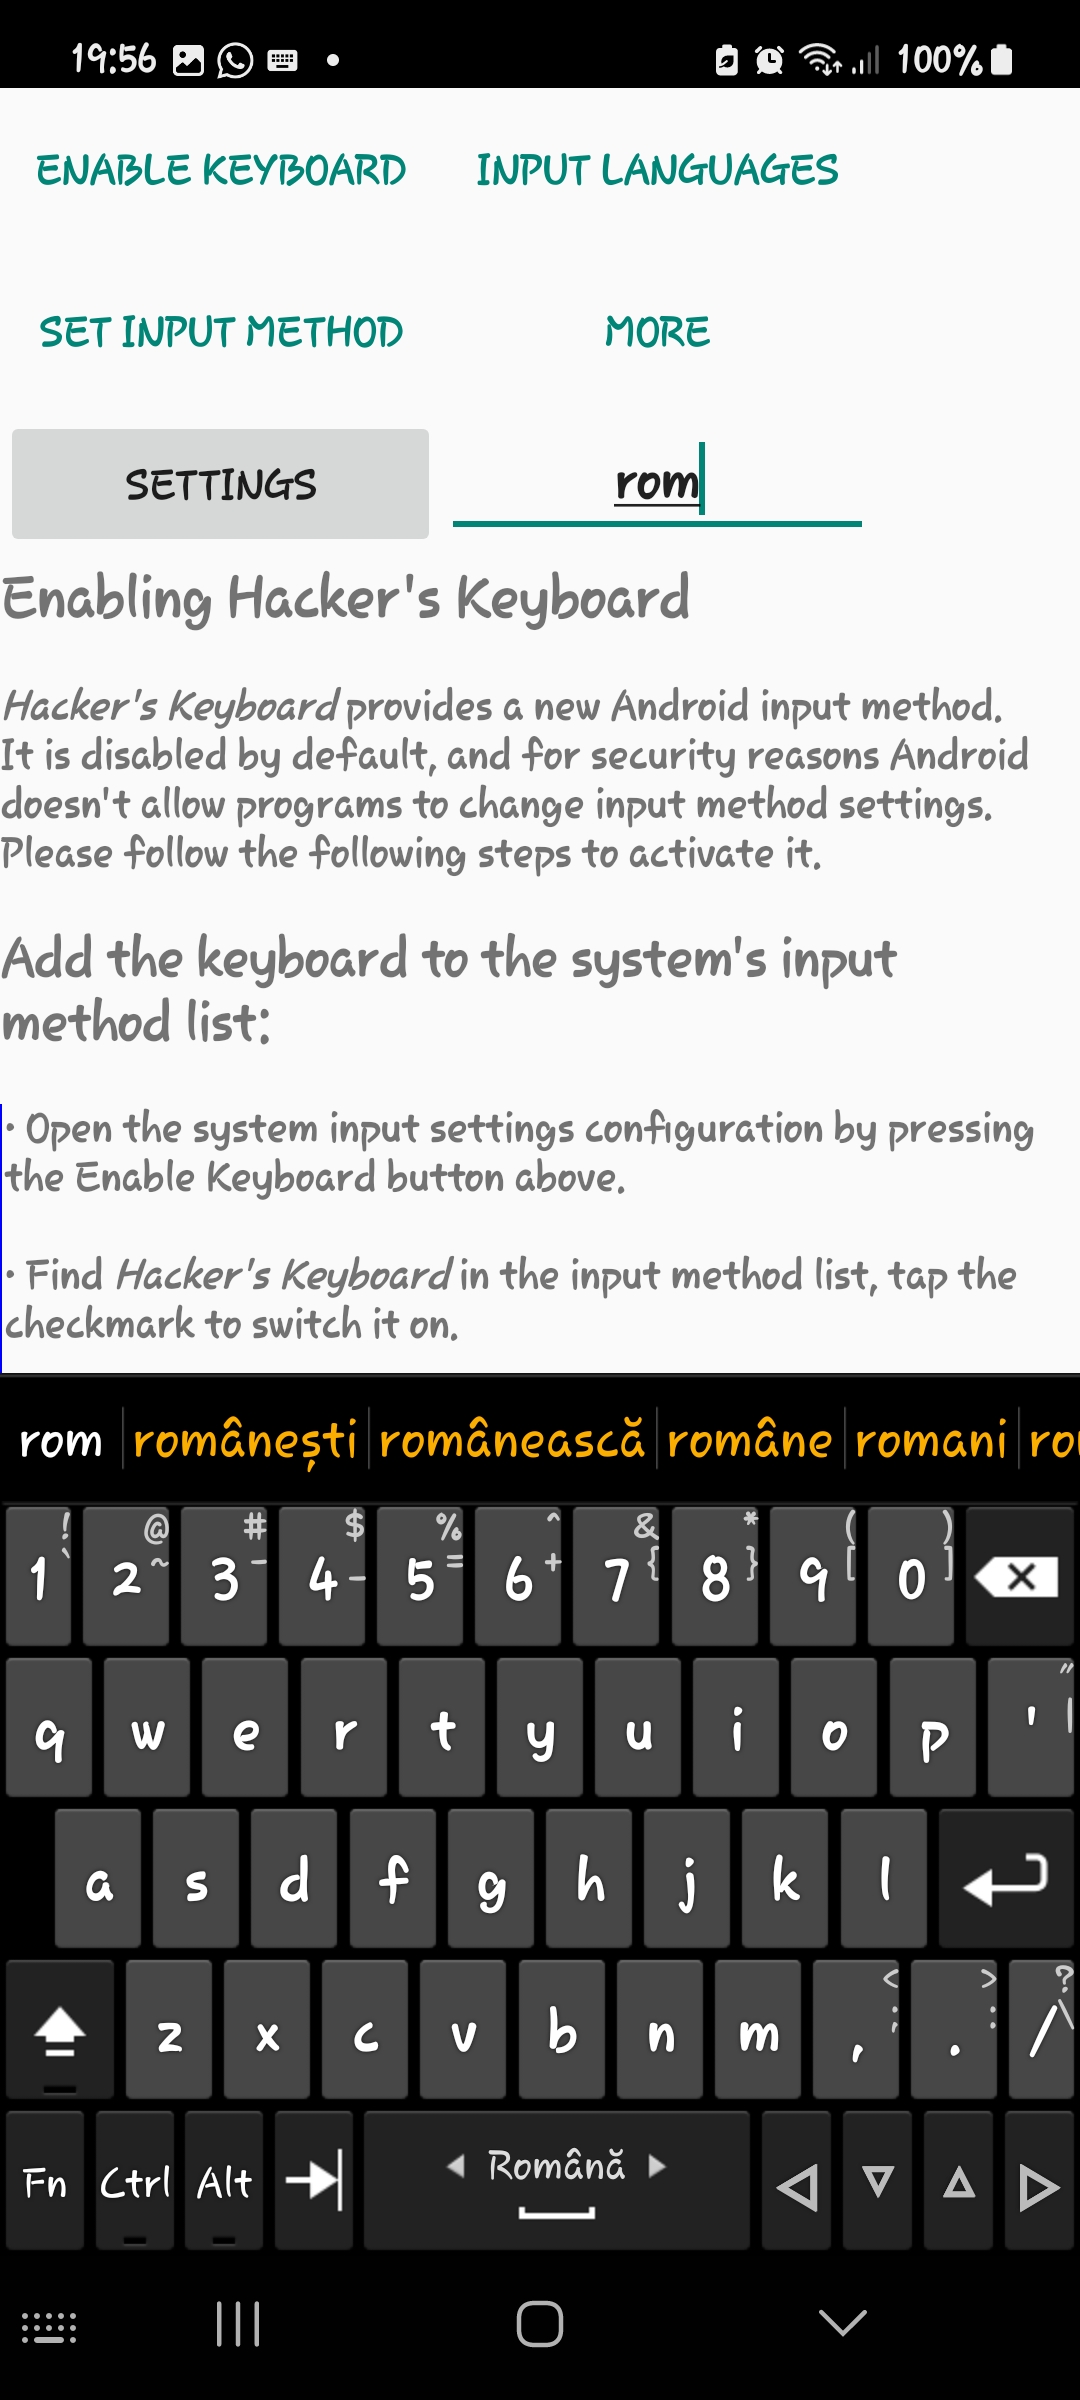 19:56 100%
ENABLE KEYBOARD INPUT LANGUAGES
SET INPUT METHOD MORE
SETTINGS rom
Enabling Hacker's Keyboard
Hacker's Keyboard provides a new Android input method.
It is disabled by default, and for security reasons Android
doesn't allow programs to change input method settings.
Please follow the following steps to activate it.
Add the keyboard to the system's input
method list:
· Open the system input settings configuration by pressing
the Enable Keyboard button above.
· Find Hacker's Keyboard in the input method list, tap the
checkmark to switch it on.
rom românești românească române romani
! @ # $ % ^ & * ( )
1 ` 2 ~ 3 – 4 _ 5 = 6 + 7 { 8 } 9 [ 0 ]
q w e r t y u i o p ' " |
a s d f g h j k l
z x c v b n m , < ; . > : / ? \
Fn Ctrl Alt Română